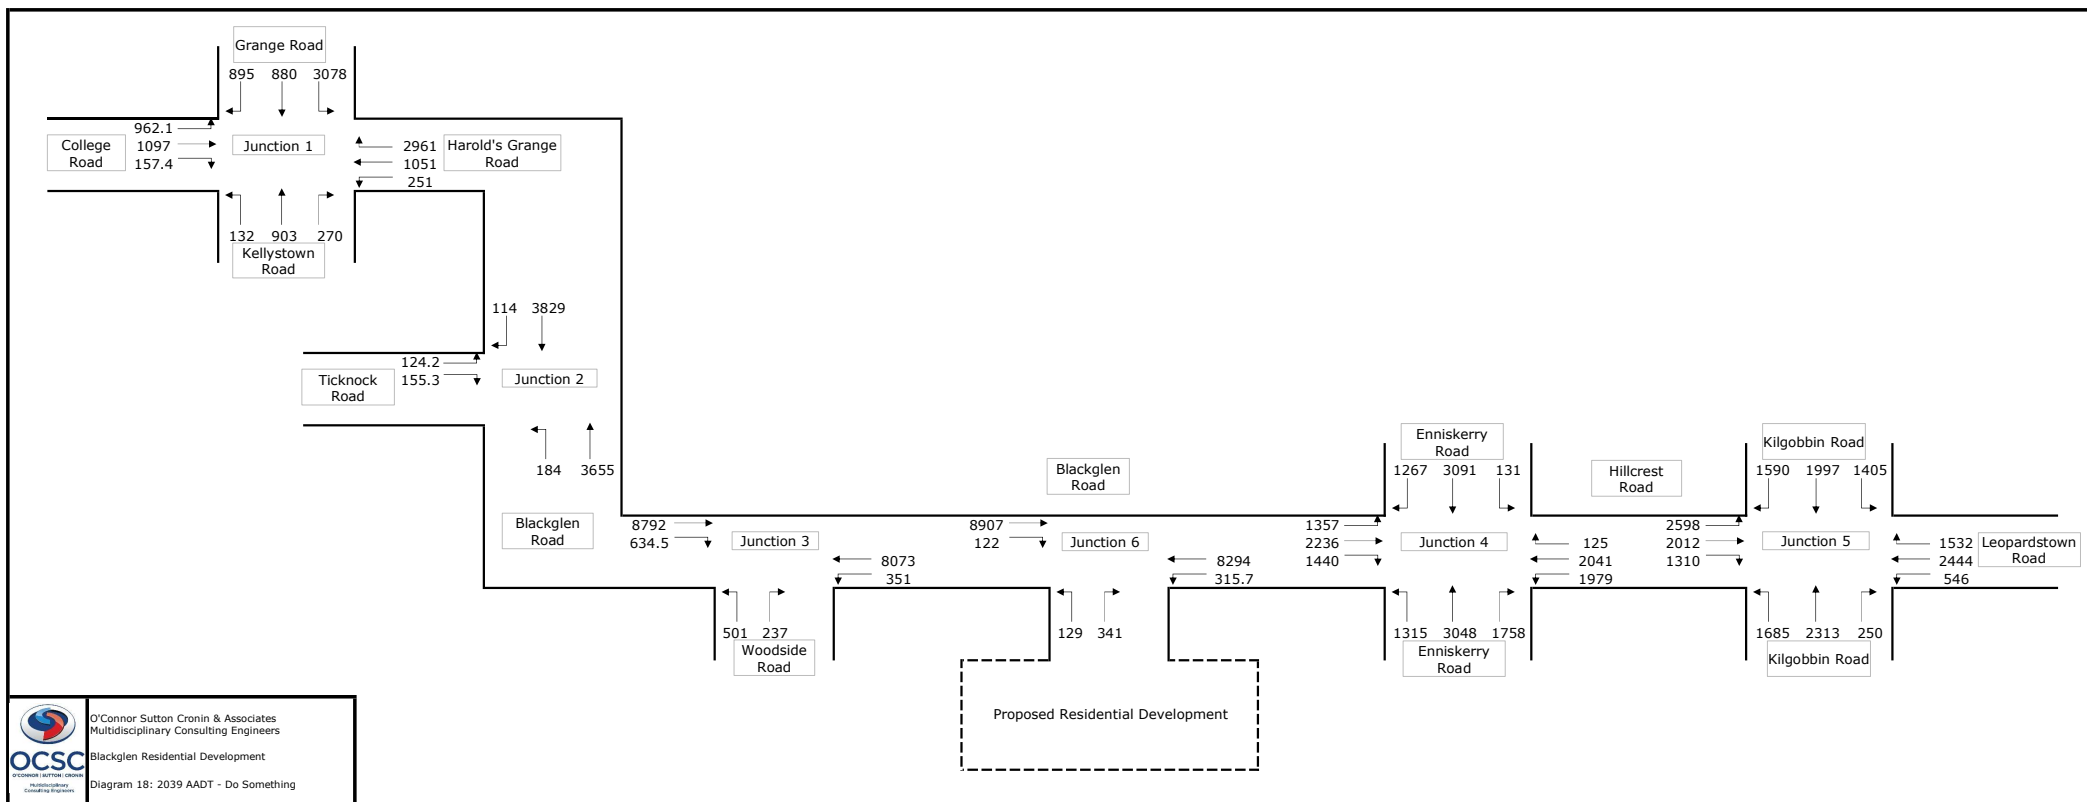 Grange Road
895 880 3078
962.1
1097
157.4
College
Road
Junction 1
2961
1051
251
Harold's Grange
Road
132 903 270
Kellystown
Road
114 3829
124.2
155.3
Ticknock
Road
Junction 2
184 3655
Blackglen
Road
8792
634.5
Junction 3
8073
351
501 237
Woodside
Road
Blackglen
Road
8907
122
Junction 6
8294
315.7
129 341
Proposed Residential Development
Enniskerry
Road
1267 3091 131
1357
2236
1440
Junction 4
125
2041
1979
1315 3048 1758
Enniskerry
Road
Hillcrest
Road
Kilgobbin Road
1590 1997 1405
2598
2012
1310
Junction 5
1532
2444
546
Leopardstown
Road
1685 2313 250
Kilgobbin Road
OCSC
O'CONNOR | SUTTON | CRONIN
Multidisciplinary
Consulting Engineers
O'Connor Sutton Cronin & Associates
Multidisciplinary Consulting Engineers
Blackglen Residential Development
Diagram 18: 2039 AADT - Do Something